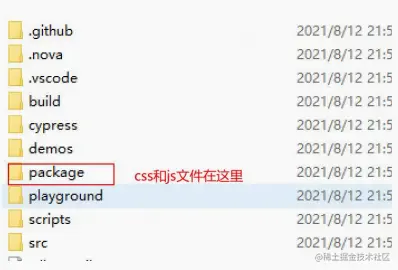 .github 2021/8/12 21:5
.nova 2021/8/12 21:5
.vscode 2021/8/12 21:5
build 2021/8/12 21:5
cypress 2021/8/12 21:5
demos 2021/8/12 21:5
package css和js文件在这里 2021/8/12 21:5
playground 2021/8/12 21:5
scripts 2021/8/12 21:5
src 2021/8/12 21:5
@稀土掘金技术社区